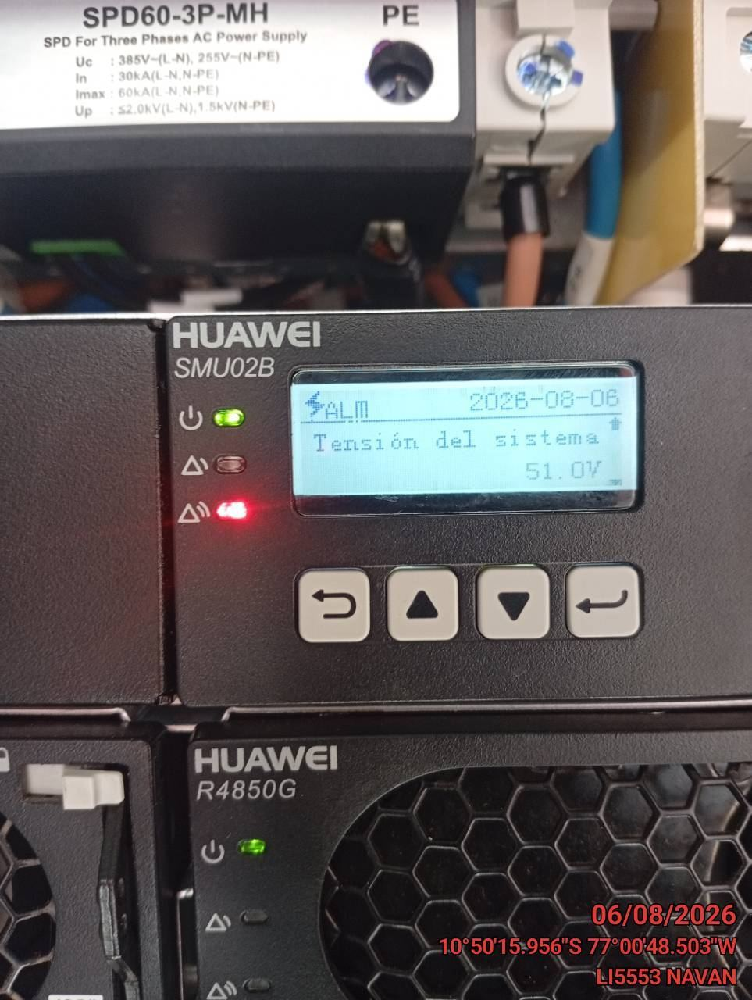 SPD60-3P-MH
PE
SPD For Three Phases AC Power Supply
Uc : 385V~(L-N), 255V~(N-PE)
In : 30kA(L-N,N-PE)
Imax : 60kA(L-N,N-PE)
Up : ≤2.0kV(L-N),1.5kV(N-PE)
HUAWEI
SMU02B
ALM 2026-08-06
Tensión del sistema
51.0V
HUAWEI
R4850G
06/08/2026
10°50'15.956"S 77°00'48.503"W
LI5553 NAVAN